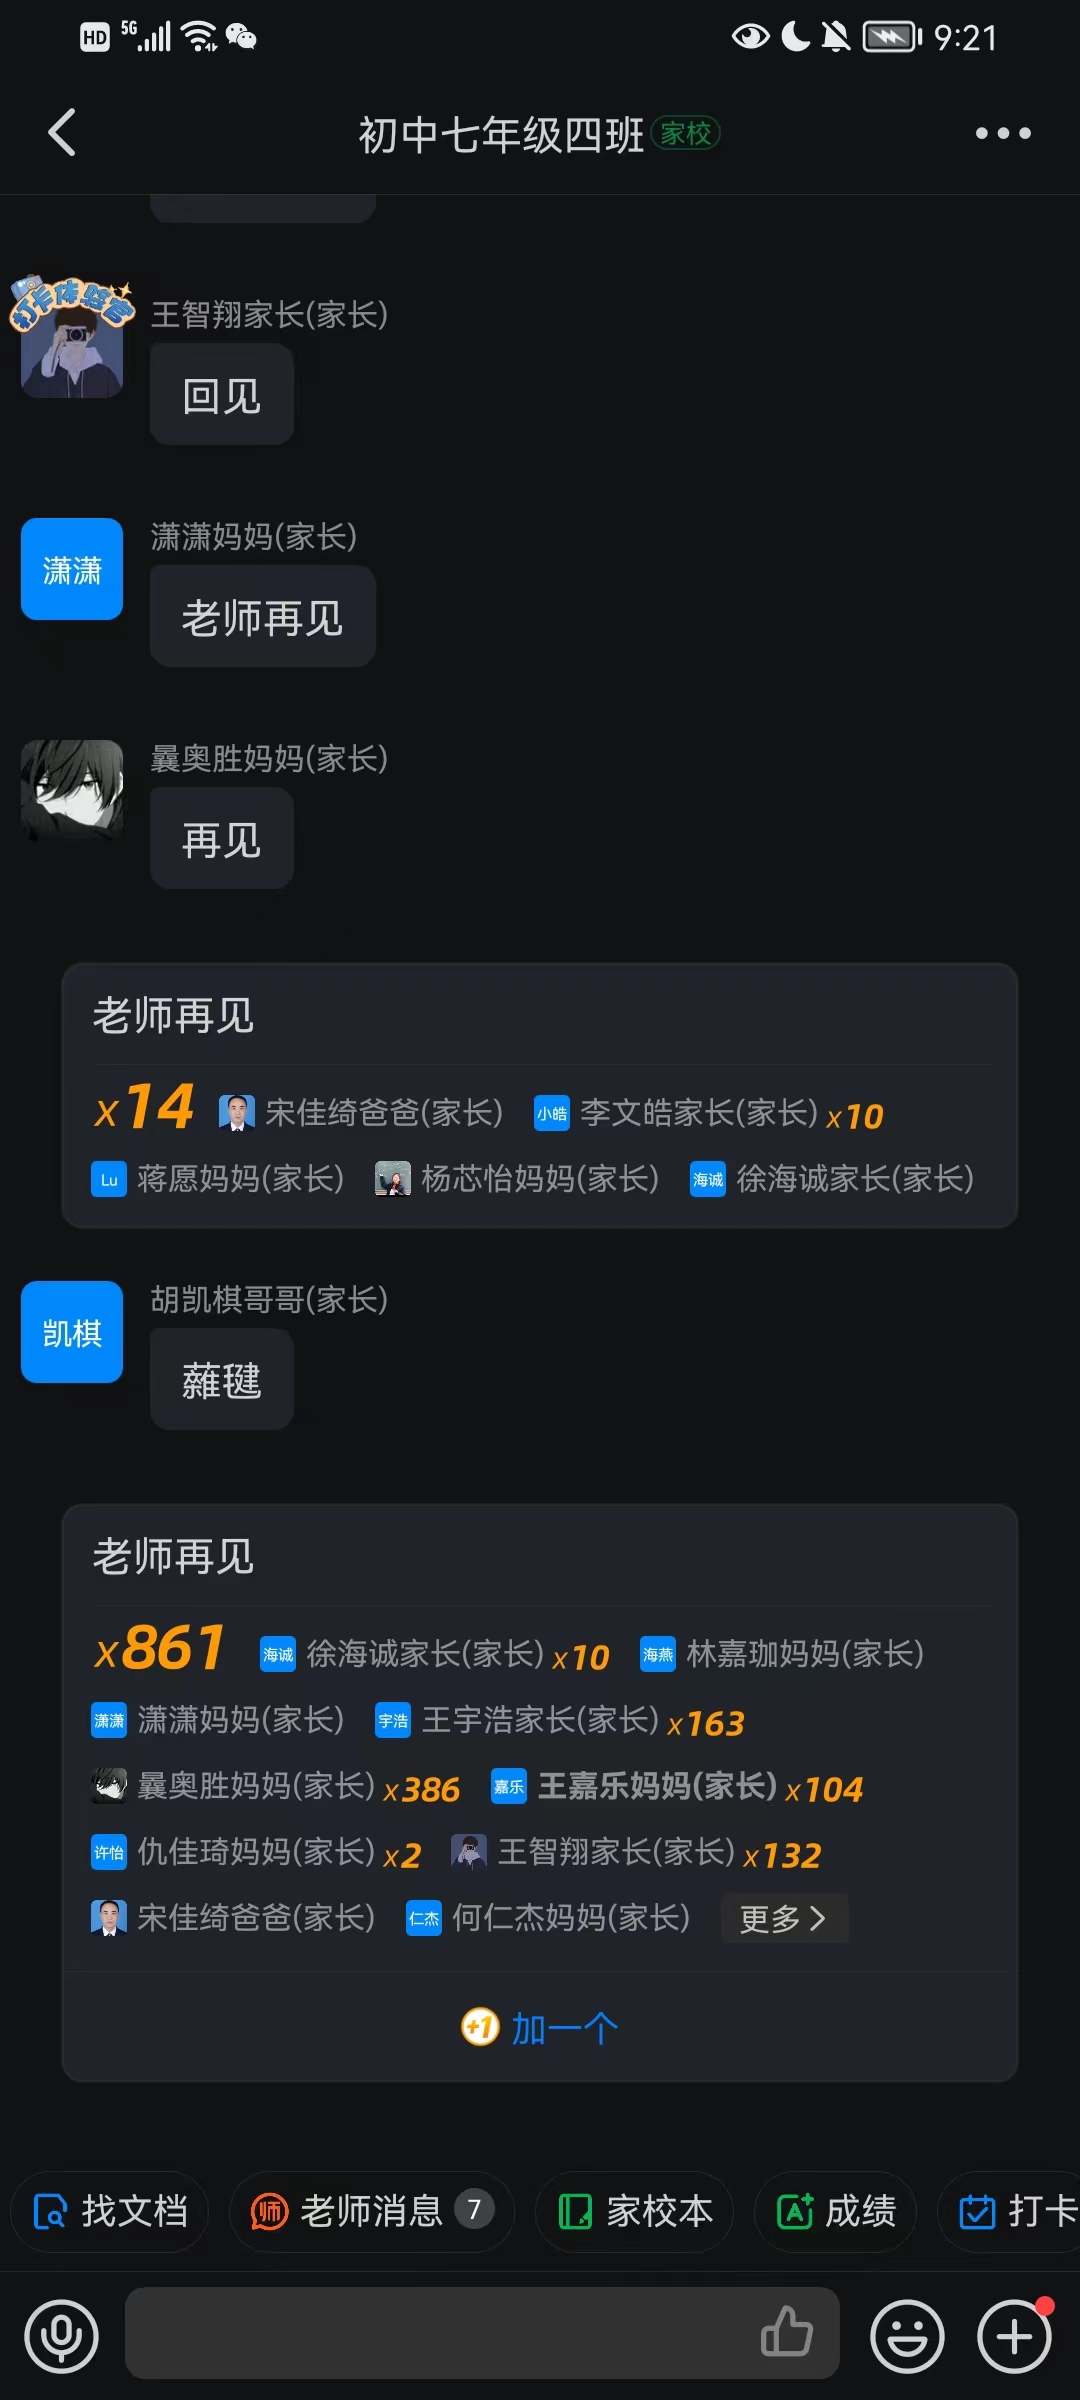 HD 5G 9:21
初中七年级四班 家校
打卡体验官
王智翔家长(家长)
回见
潇潇
潇潇妈妈(家长)
老师再见
曩奥胜妈妈(家长)
再见
老师再见
x14 宋佳绮爸爸(家长) 小皓 李文皓家长(家长) x10
Lu 蒋愿妈妈(家长) 杨芯怡妈妈(家长) 海诚 徐海诚家长(家长)
凯棋
胡凯棋哥哥(家长)
老师再见
x861 海诚 徐海诚家长(家长) x10 海燕 林嘉珈妈妈(家长)
潇潇 潇潇妈妈(家长) 宇浩 王宇浩家长(家长) x163
曩奥胜妈妈(家长) x386 嘉乐 王嘉乐妈妈(家长) x104
许怡 仇佳琦妈妈(家长) x2 王智翔家长(家长) x132
宋佳绮爸爸(家长) 仁杰 何仁杰妈妈(家长) 更多
+1 加一个
找文档 师 老师消息 7 家校本 A+ 成绩 打卡